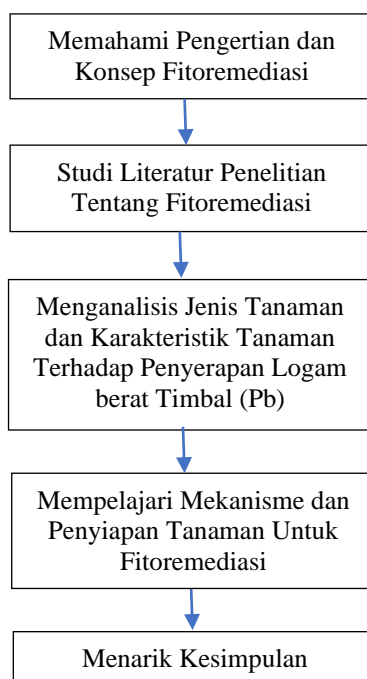 Memahami Pengertian dan
Konsep Fitoremediasi
Studi Literatur Penelitian
Tentang Fitoremediasi
Menganalisis Jenis Tanaman
dan Karakteristik Tanaman
Terhadap Penyerapan Logam
berat Timbal (Pb)
Mempelajari Mekanisme dan
Penyiapan Tanaman Untuk
Fitoremediasi
Menarik Kesimpulan